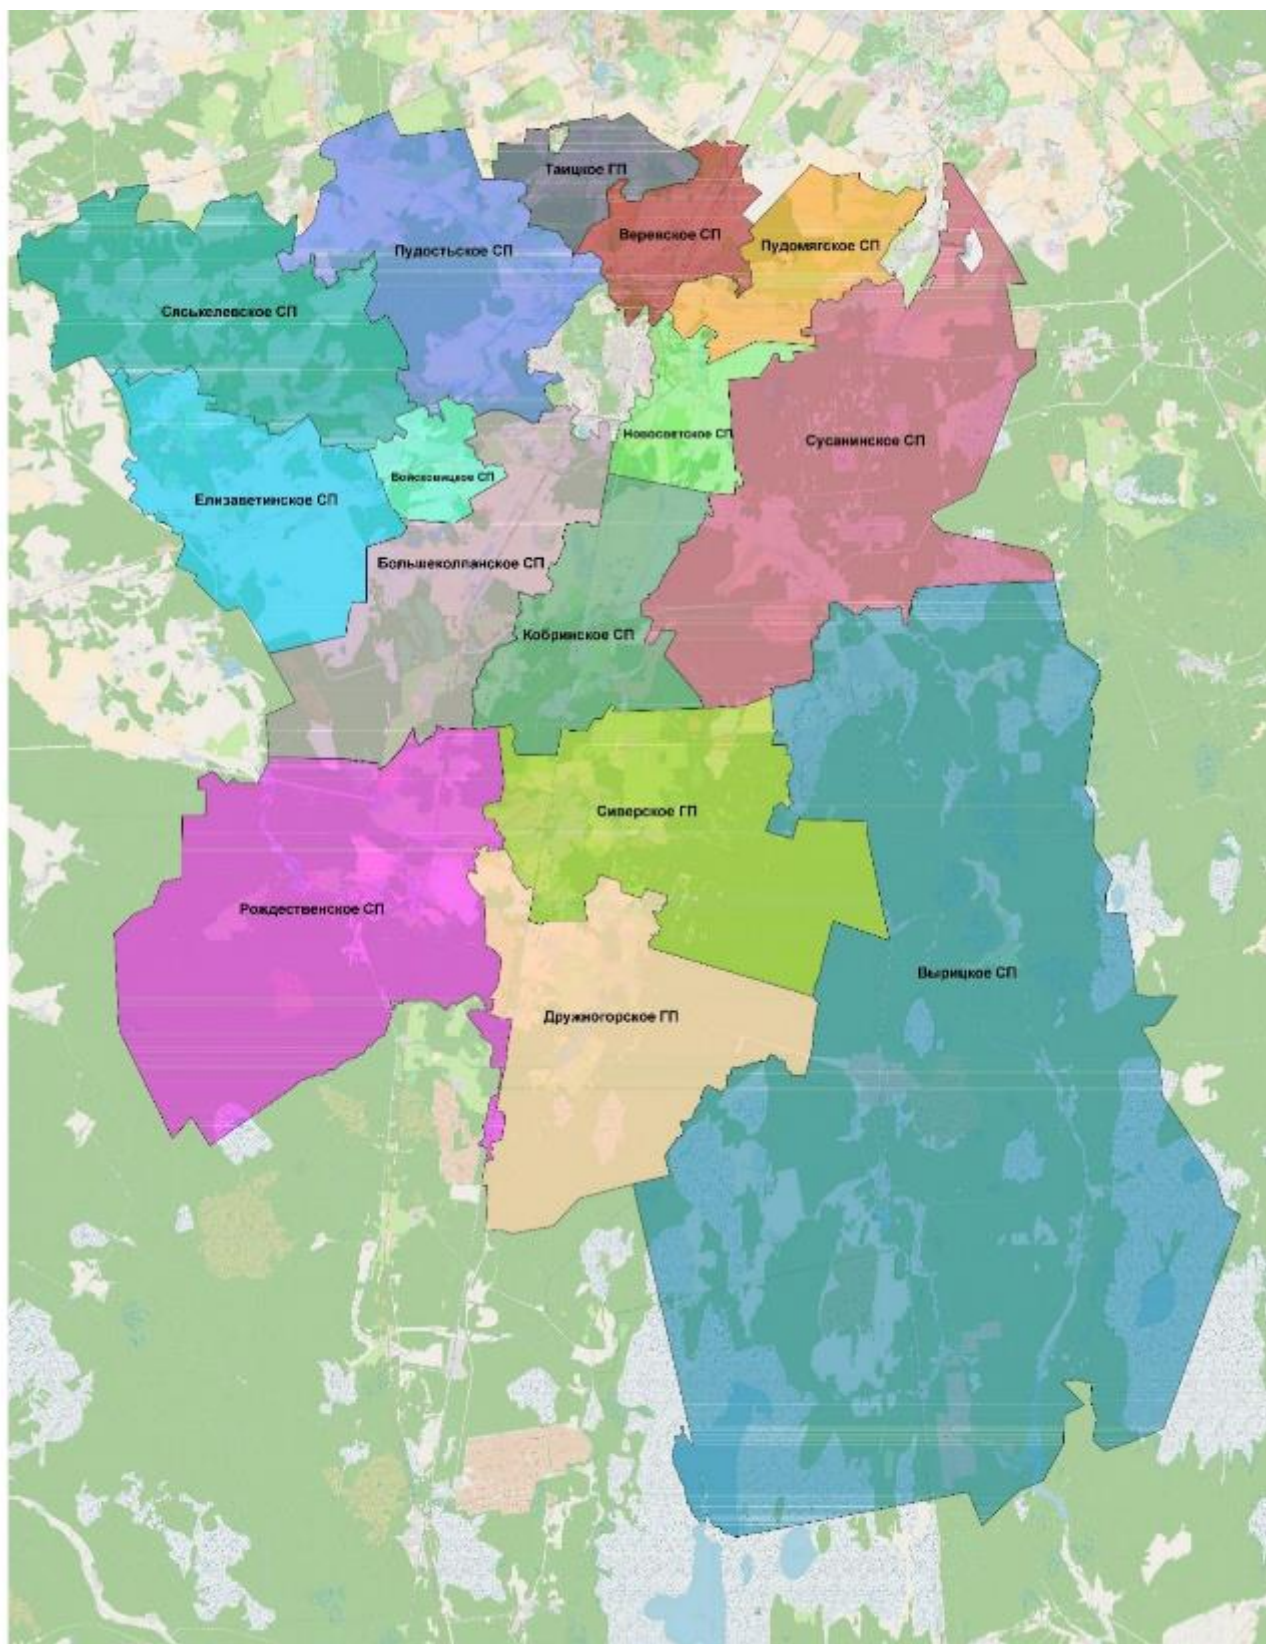 Таицкое ГП
Веревское СП
Пудомягское СП
Пудостьское СП
Сяськелевское СП
Новосветское СП
Сусанинское СП
Войсковицкое СП
Елизаветинское СП
Большеколпанское СП
Кобринское СП
Сиверское ГП
Рождественское СП
Вырицкое СП
Дружногорское ГП